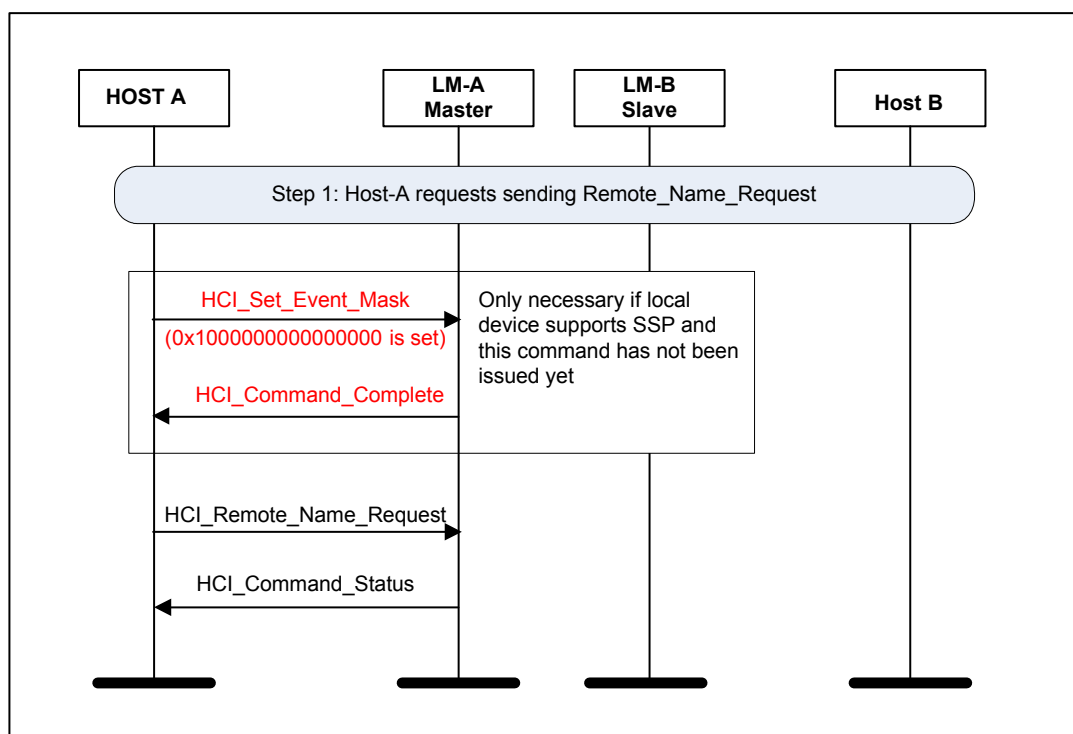 HOST A
LM-A
Master
LM-B
Slave
Host B
Step 1: Host-A requests sending Remote_Name_Request
HCI_Set_Event_Mask
(0x1000000000000000 is set)
Only necessary if local
device supports SSP and
this command has not been
issued yet
HCI_Command_Complete
HCI_Remote_Name_Request
HCI_Command_Status